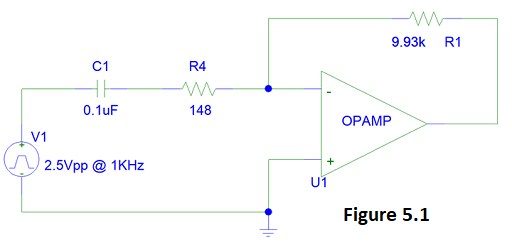 9.93k R1
C1
R4
0.1uF
148
-
OPAMP
V1
+
2.5Vpp @ 1KHz
-
+
U1
Figure 5.1